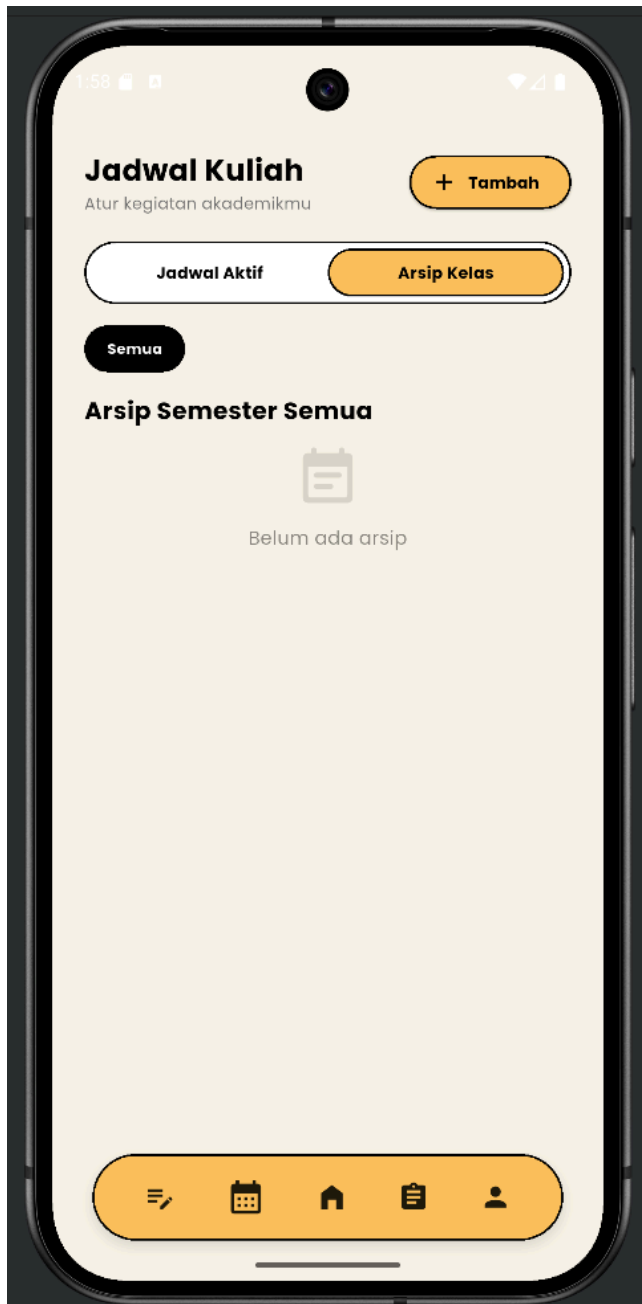 1:58
Jadwal Kuliah
Atur kegiatan akademikmu
+ Tambah
Jadwal Aktif
Arsip Kelas
Semua
Arsip Semester Semua
Belum ada arsip